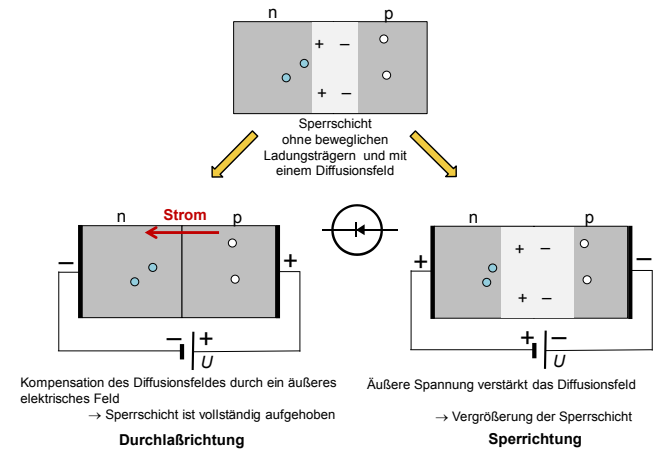 n p
+ –
+ –
Sperrschicht
ohne beweglichen
Ladungsträgern und mit
einem Diffusionsfeld
n Strom p
– +
– +
U
Kompensation des Diffusionsfeldes durch ein äußeres
elektrisches Feld
→ Sperrschicht ist vollständig aufgehoben
Durchlaßrichtung
n p
+ –
+ –
+ –
+ –
U
Äußere Spannung verstärkt das Diffusionsfeld
→ Vergrößerung der Sperrschicht
Sperrichtung